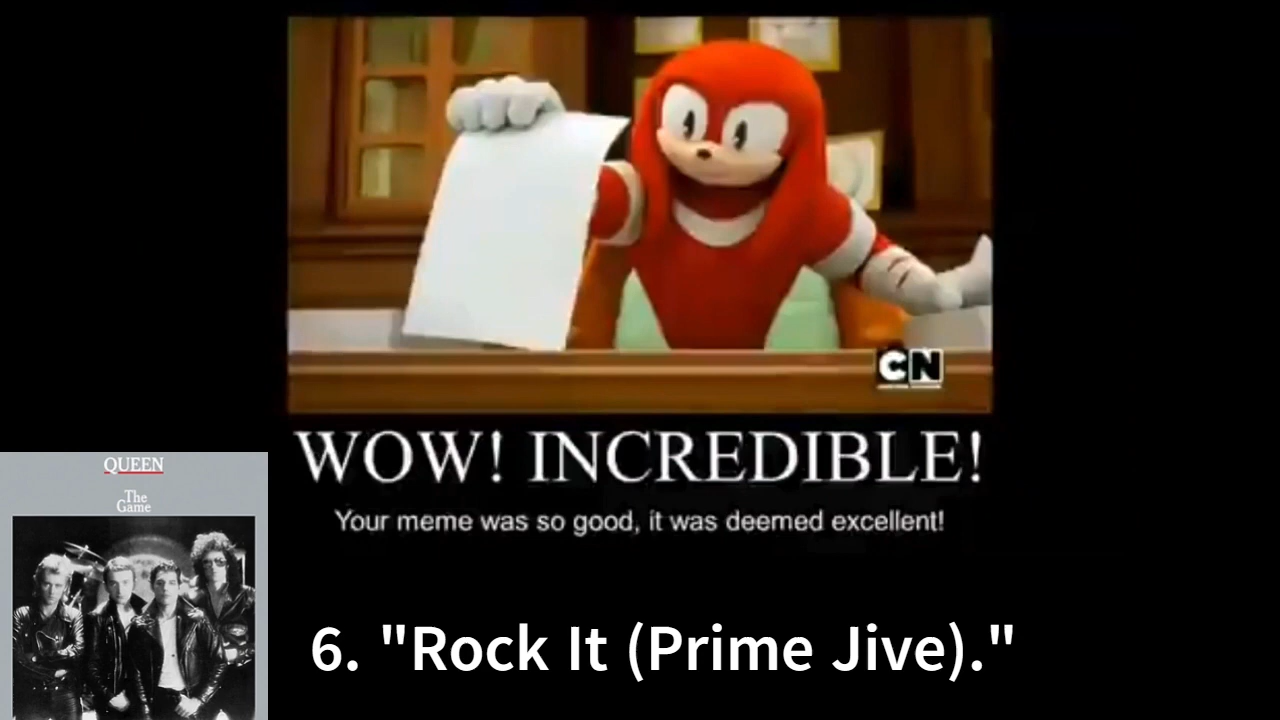 CN
WOW! INCREDIBLE!
Your meme was so good, it was deemed excellent!
QUEEN
The
Game
6. "Rock It (Prime Jive)."